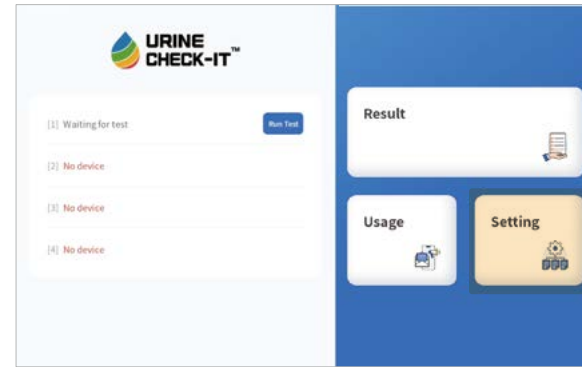 URINE
CHECK-IT™
[1] Waiting for test
Run Test
[2] No device
[3] No device
[4] No device
Result
Usage
Setting